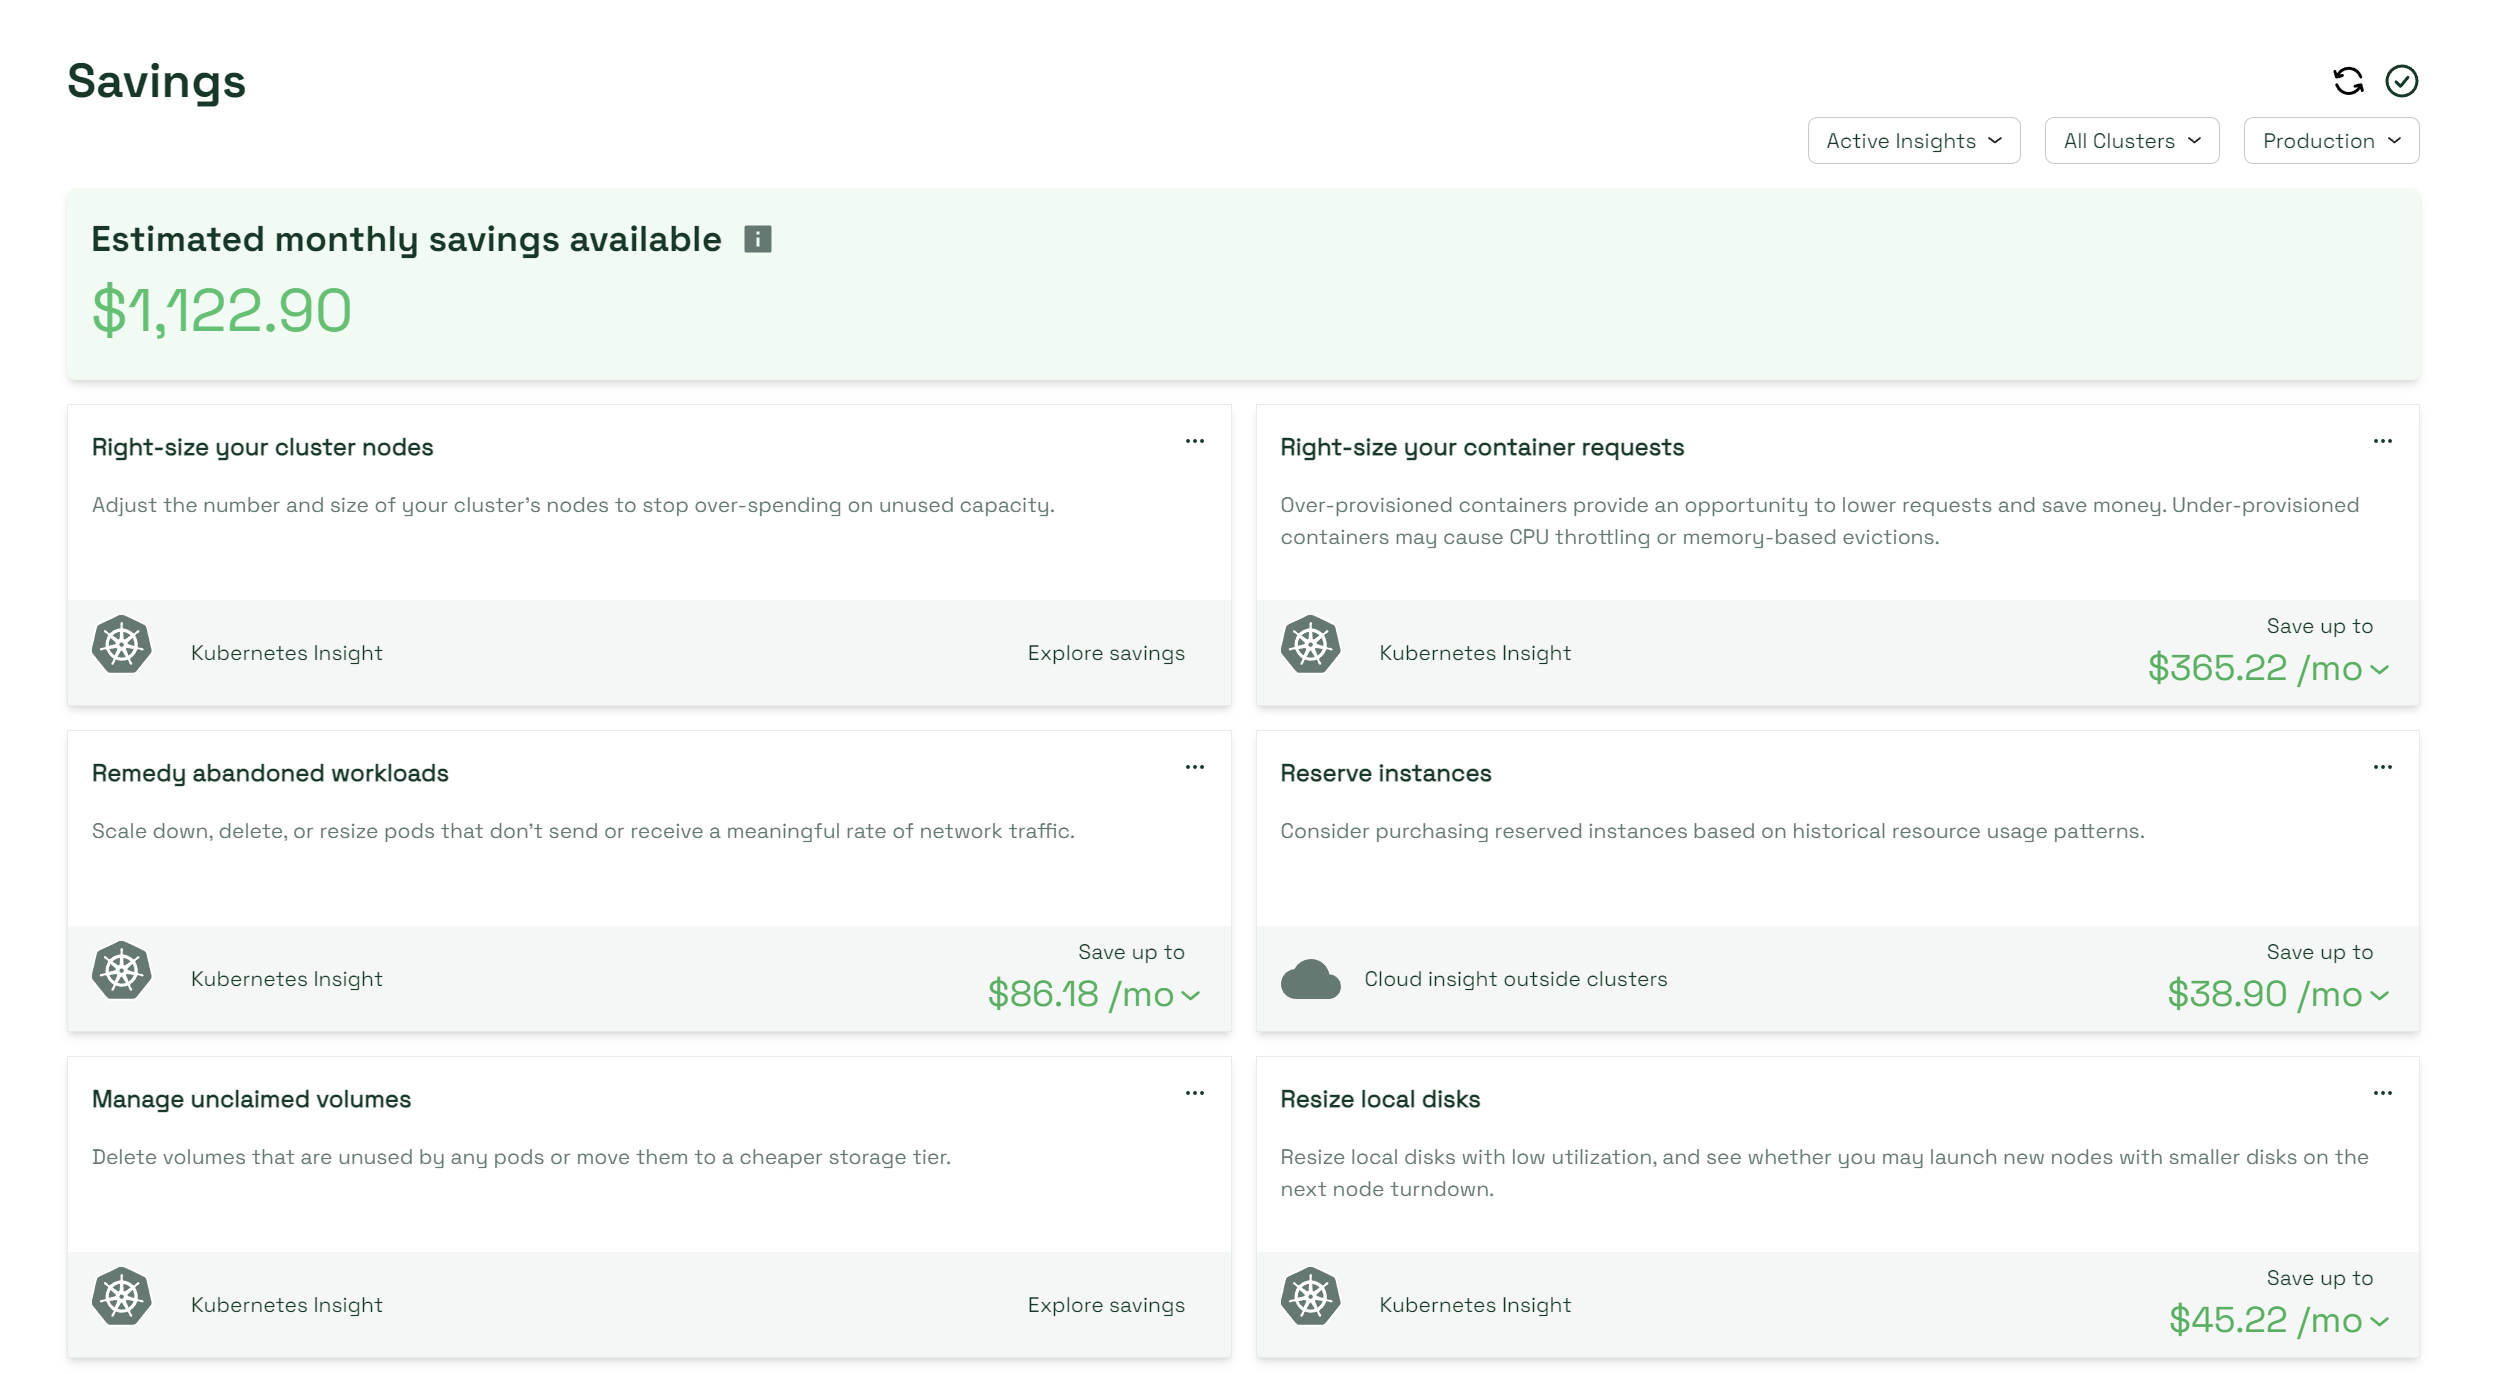 Savings
Active Insights
All Clusters
Production
Estimated monthly savings available
$1,122.90
Right-size your cluster nodes
Adjust the number and size of your cluster's nodes to stop over-spending on unused capacity.
Kubernetes Insight
Explore savings
Right-size your container requests
Over-provisioned containers provide an opportunity to lower requests and save money. Under-provisioned
containers may cause CPU throttling or memory-based evictions.
Kubernetes Insight
Save up to
$365.22 /mo
Remedy abandoned workloads
Scale down, delete, or resize pods that don't send or receive a meaningful rate of network traffic.
Kubernetes Insight
Save up to
$86.18 /mo
Reserve instances
Consider purchasing reserved instances based on historical resource usage patterns.
Cloud insight outside clusters
Save up to
$38.90 /mo
Manage unclaimed volumes
Delete volumes that are unused by any pods or move them to a cheaper storage tier.
Kubernetes Insight
Explore savings
Resize local disks
Resize local disks with low utilization, and see whether you may launch new nodes with smaller disks on the
next node turndown.
Kubernetes Insight
Save up to
$45.22 /mo